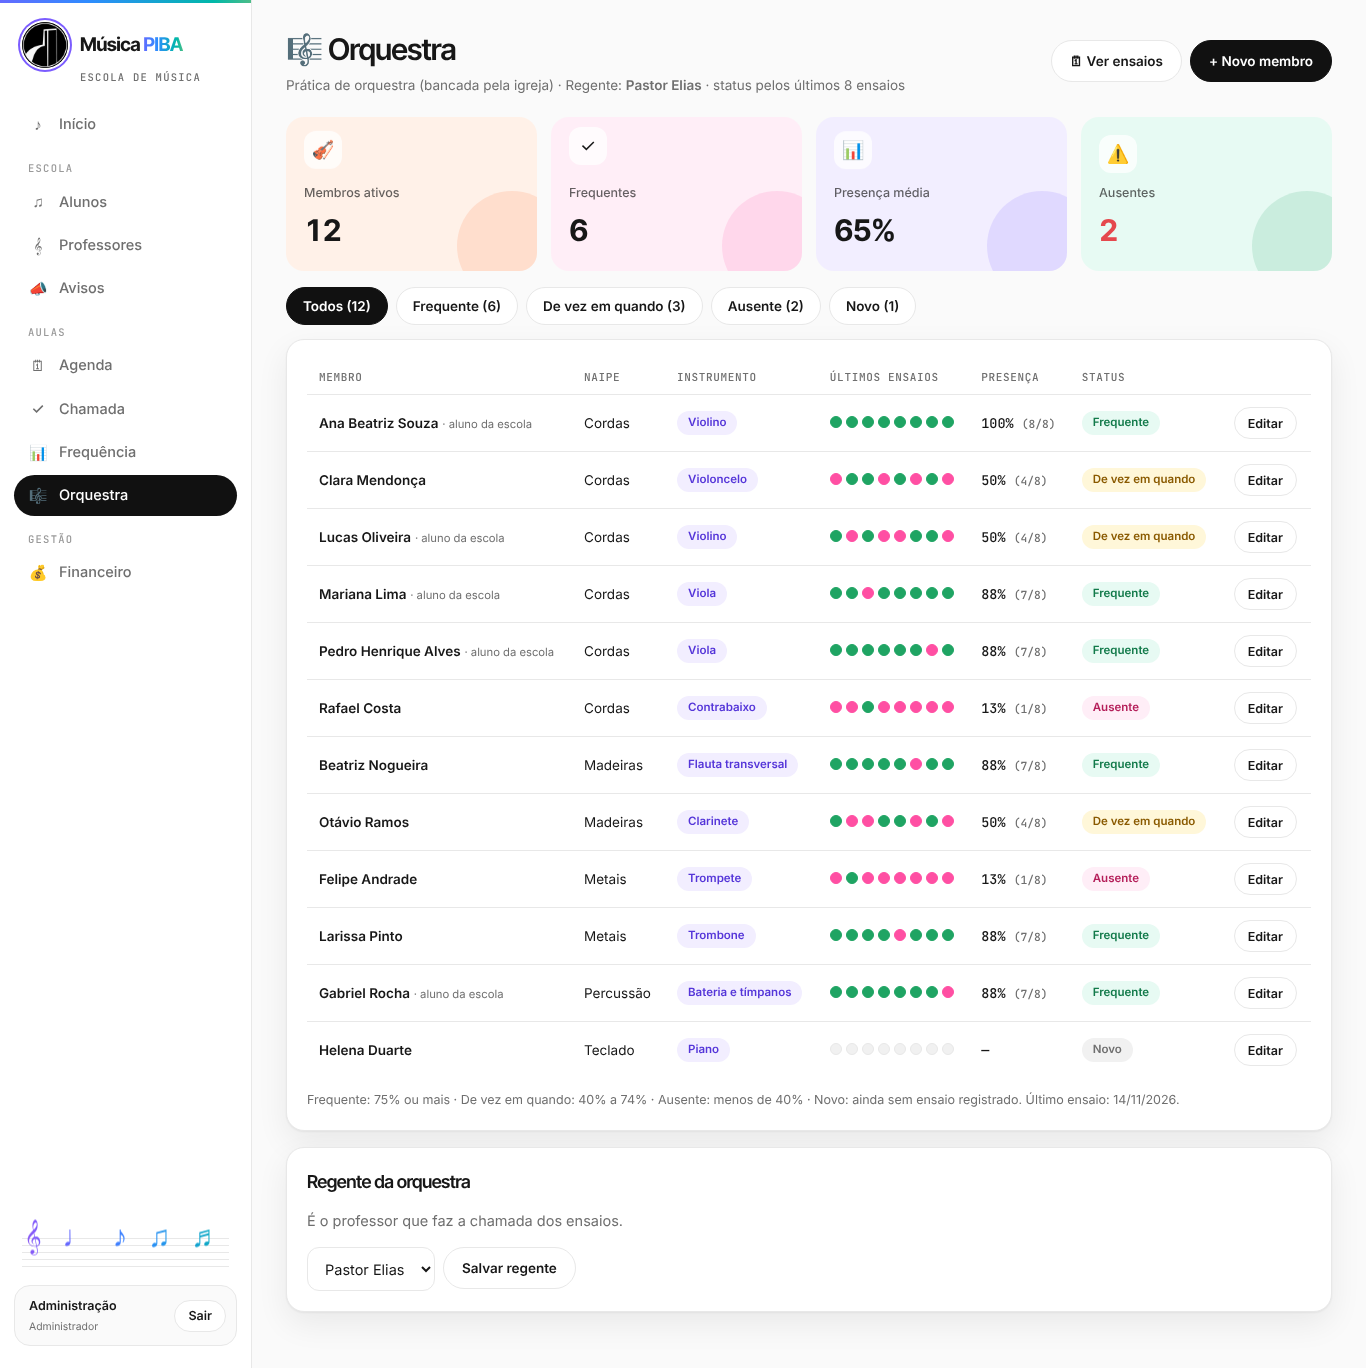 Música PIBA
ESCOLA DE MÚSICA
Início
ESCOLA
Alunos
Professores
Avisos
AULAS
Agenda
Chamada
Frequência
Orquestra
GESTÃO
Financeiro
Administração
Administrador
Sair
Orquestra
Prática de orquestra (bancada pela igreja) · Regente: Pastor Elias · status pelos últimos 8 ensaios
Ver ensaios
+ Novo membro
Membros ativos
12
Frequentes
6
Presença média
65%
Ausentes
2
Todos (12) Frequente (6) De vez em quando (3) Ausente (2) Novo (1)
MEMBRO NAIPE INSTRUMENTO ÚLTIMOS ENSAIOS PRESENÇA STATUS
Ana Beatriz Souza · aluno da escola Cordas Violino 100% (8/8) Frequente Editar
Clara Mendonça Cordas Violoncelo 50% (4/8) De vez em quando Editar
Lucas Oliveira · aluno da escola Cordas Violino 50% (4/8) De vez em quando Editar
Mariana Lima · aluno da escola Cordas Viola 88% (7/8) Frequente Editar
Pedro Henrique Alves · aluno da escola Cordas Viola 88% (7/8) Frequente Editar
Rafael Costa Cordas Contrabaixo 13% (1/8) Ausente Editar
Beatriz Nogueira Madeiras Flauta transversal 88% (7/8) Frequente Editar
Otávio Ramos Madeiras Clarinete 50% (4/8) De vez em quando Editar
Felipe Andrade Metais Trompete 13% (1/8) Ausente Editar
Larissa Pinto Metais Trombone 88% (7/8) Frequente Editar
Gabriel Rocha · aluno da escola Percussão Bateria e tímpanos 88% (7/8) Frequente Editar
Helena Duarte Teclado Piano — Novo Editar
Frequente: 75% ou mais · De vez em quando: 40% a 74% · Ausente: menos de 40% · Novo: ainda sem ensaio registrado. Último ensaio: 14/11/2026.
Regente da orquestra
É o professor que faz a chamada dos ensaios.
Pastor Elias
Salvar regente